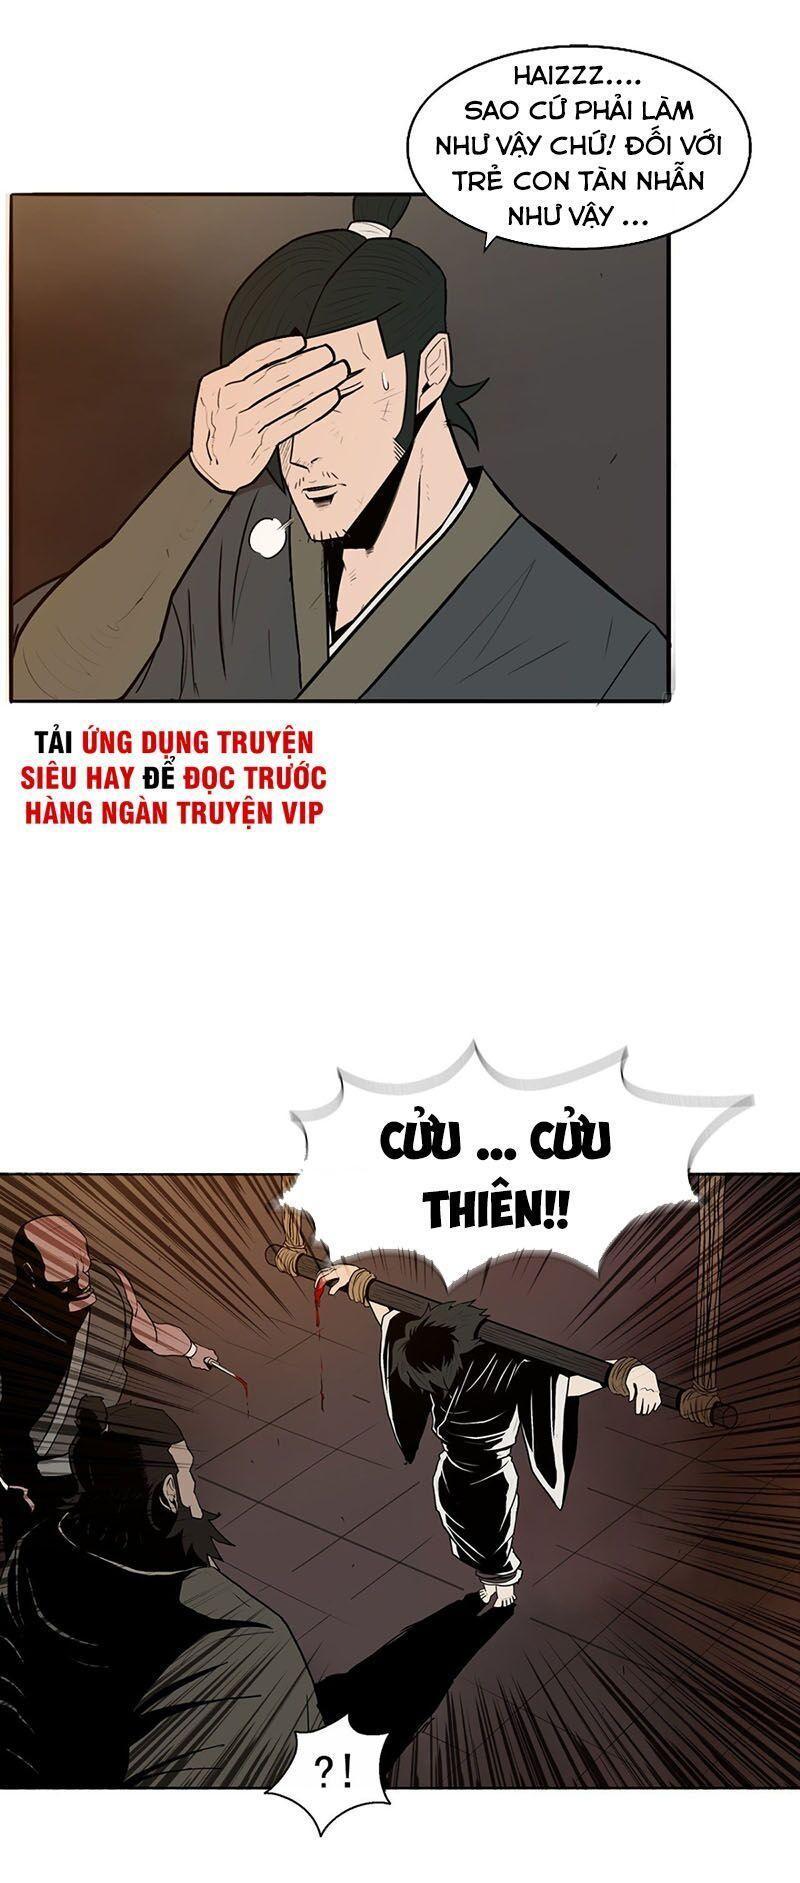 HAIZZZ....
SAO CỨ PHẢI LÀM
NHƯ VẬY CHỨ! ĐỐI VỚI
TRẺ CON TÀN NHẪN
NHƯ VẬY ...
TẢI ỨNG DỤNG TRUYỆN
SIÊU HAY ĐỂ ĐỌC TRƯỚC
HÀNG NGÀN TRUYỆN VIP
CỬU ... CỬU
THIÊN!!
?!